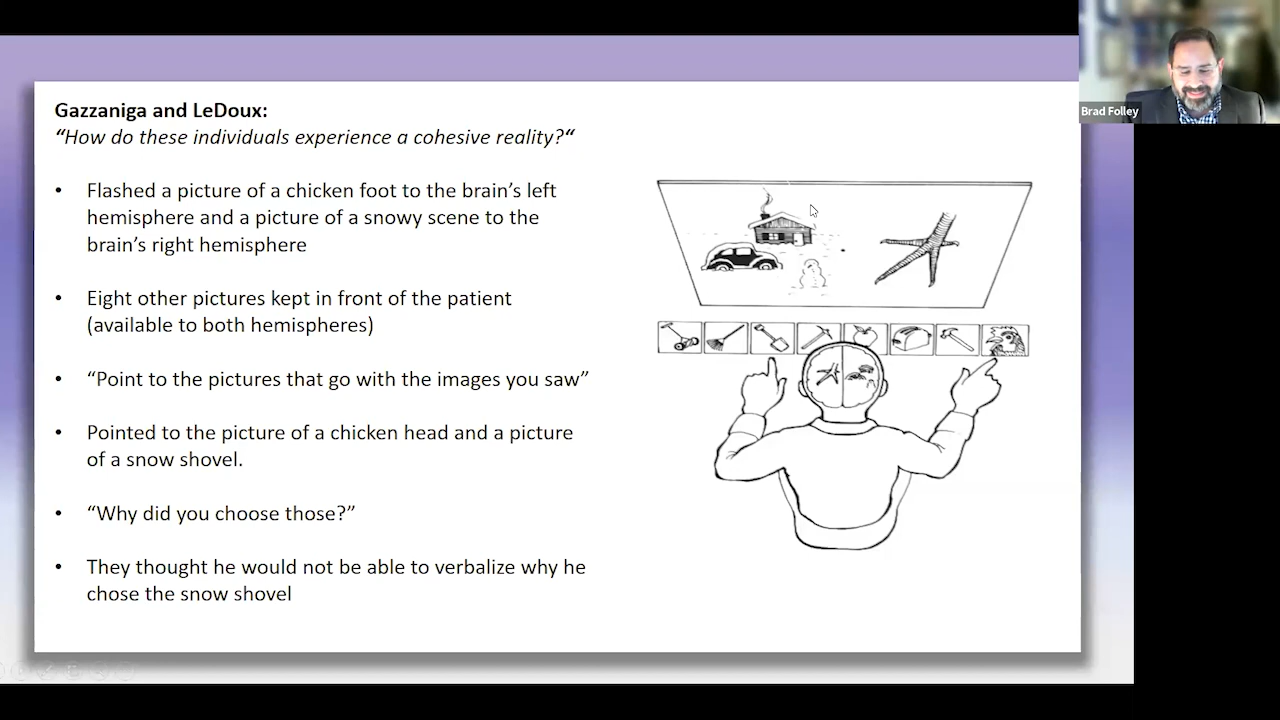 Brad Folley
Gazzaniga and LeDoux:
“How do these individuals experience a cohesive reality?“
• Flashed a picture of a chicken foot to the brain’s left
hemisphere and a picture of a snowy scene to the
brain’s right hemisphere
• Eight other pictures kept in front of the patient
(available to both hemispheres)
• “Point to the pictures that go with the images you saw”
• Pointed to the picture of a chicken head and a picture
of a snow shovel.
• “Why did you choose those?”
• They thought he would not be able to verbalize why he
chose the snow shovel